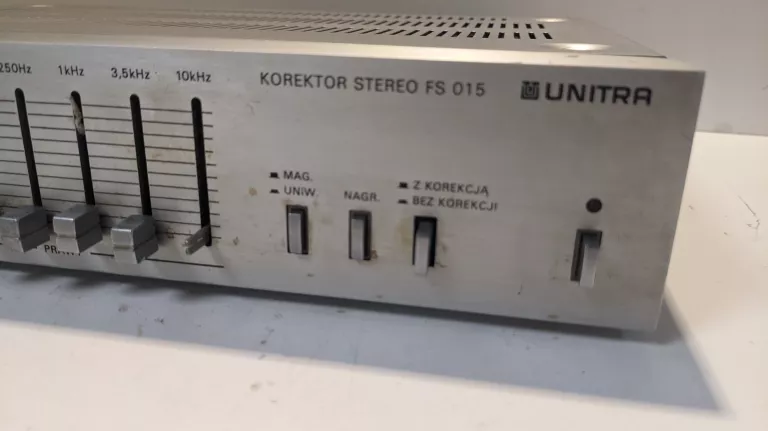 250Hz 1kHz 3,5kHz 10kHz
KOREKTOR STEREO FS 015
UNITRA
MAG.
UNIW.
NAGR.
Z KOREKCJĄ
BEZ KOREKCJI